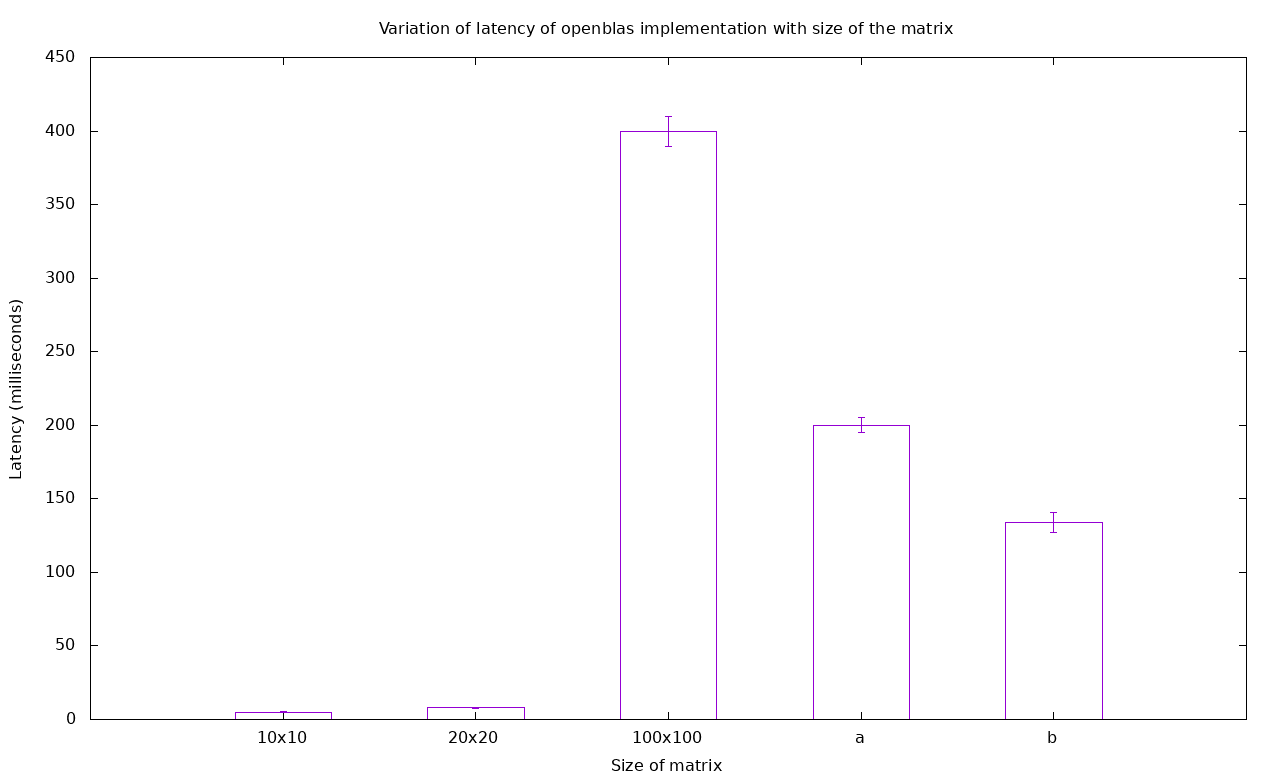 Variation of latency of openblas implementation with size of the matrix
450
400
350
300
250
200
150
100
50
0
Latency (milliseconds)
10x10 20x20 100x100 a b
Size of matrix